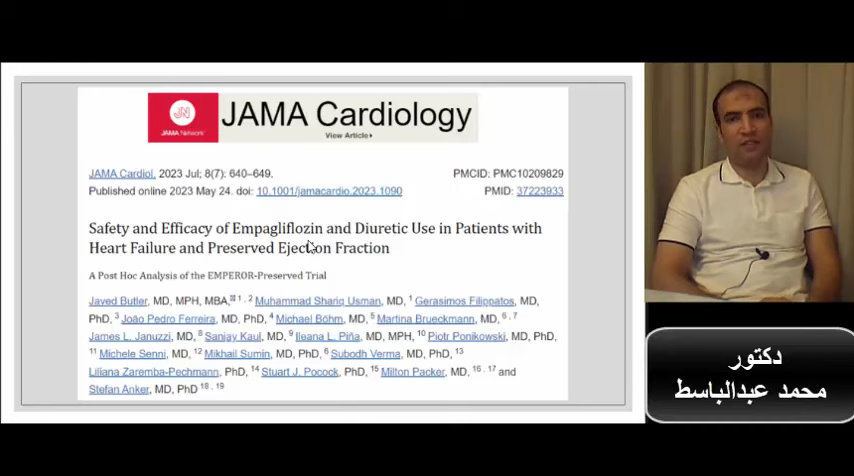 JN
JAMA Network
JAMA Cardiology
View Article
JAMA Cardiol. 2023 Jul; 8(7): 640–649.
Published online 2023 May 24. doi: 10.1001/jamacardio.2023.1090
PMCID: PMC10209829
PMID: 37223933
Safety and Efficacy of Empagliflozin and Diuretic Use in Patients with
Heart Failure and Preserved Ejection Fraction
A Post Hoc Analysis of the EMPEROR-Preserved Trial
Javed Butler, MD, MPH, MBA, 1 , 2 Muhammad Shariq Usman, MD, 1 Gerasimos Filippatos, MD,
PhD, 3 João Pedro Ferreira, MD, PhD, 4 Michael Böhm, MD, 5 Martina Brueckmann, MD, 6 , 7
James L. Januzzi, MD, 8 Sanjay Kaul, MD, 9 Ileana L. Piña, MD, MPH, 10 Piotr Ponikowski, MD, PhD,
11 Michele Senni, MD, 12 Mikhail Sumin, MD, PhD, 6 Subodh Verma, MD, PhD, 13
Liliana Zaremba-Pechmann, PhD, 14 Stuart J. Pocock, PhD, 15 Milton Packer, MD, 16 , 17 and
Stefan Anker, MD, PhD 18 , 19
دكتور
محمد عبدالباسط